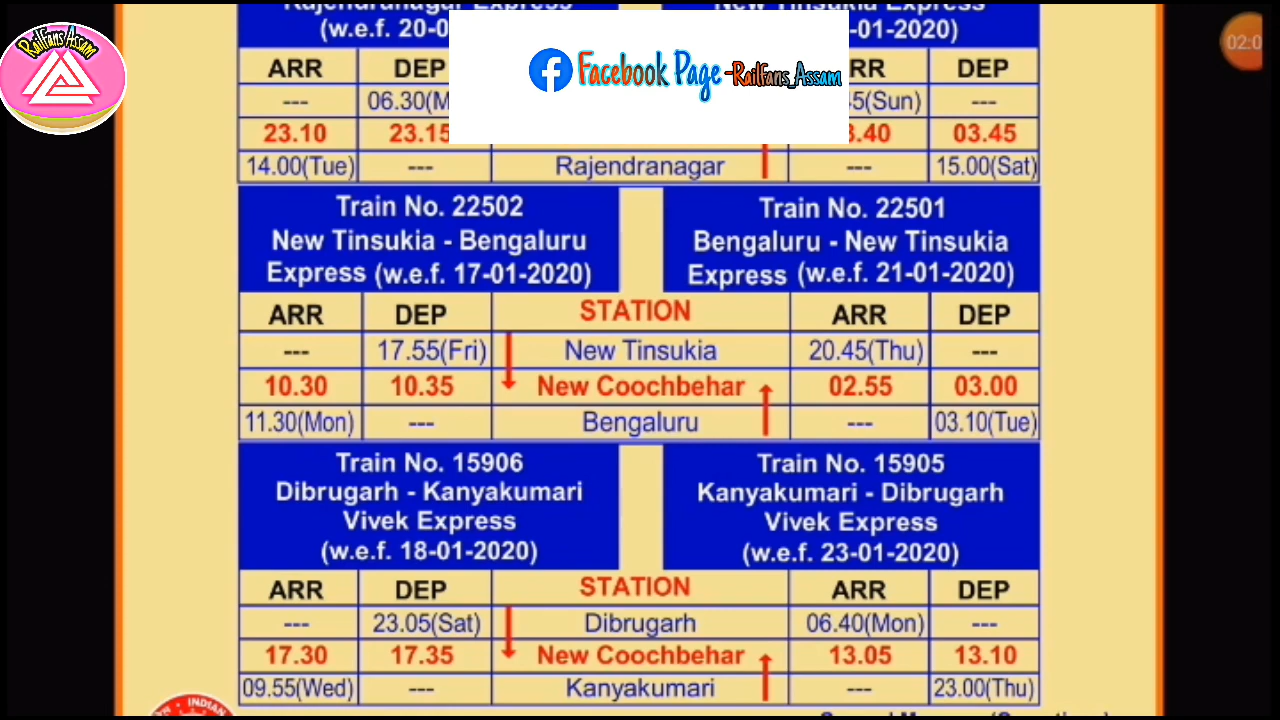 Rajendranagar Express
New Tinsukia Express
(w.e.f. 20-0
-01-2020)
RailFans Assam
Facebook Page -Railfans_Assam
02:0
ARR DEP RR DEP
--- 06.30(M 45(Sun) ---
23.10 23.15 3.40 03.45
14.00(Tue) --- Rajendranagar --- 15.00(Sat)
Train No. 22502
New Tinsukia - Bengaluru
Express (w.e.f. 17-01-2020)
Train No. 22501
Bengaluru - New Tinsukia
Express (w.e.f. 21-01-2020)
ARR DEP STATION ARR DEP
--- 17.55(Fri) New Tinsukia 20.45(Thu) ---
10.30 10.35 New Coochbehar 02.55 03.00
11.30(Mon) --- Bengaluru --- 03.10(Tue)
Train No. 15906
Dibrugarh - Kanyakumari
Vivek Express
(w.e.f. 18-01-2020)
Train No. 15905
Kanyakumari - Dibrugarh
Vivek Express
(w.e.f. 23-01-2020)
ARR DEP STATION ARR DEP
--- 23.05(Sat) Dibrugarh 06.40(Mon) ---
17.30 17.35 New Coochbehar 13.05 13.10
09.55(Wed) --- Kanyakumari --- 23.00(Thu)
INDIAN